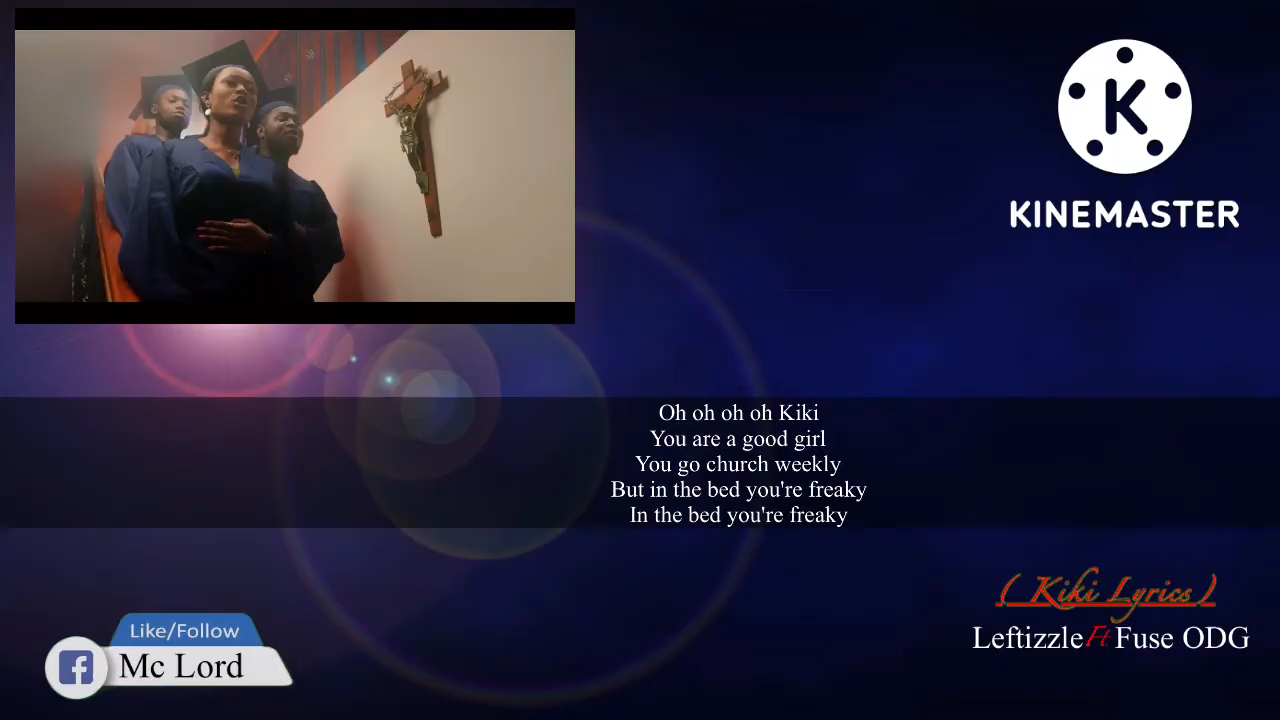 K
KINEMASTER
Oh oh oh oh Kiki
You are a good girl
You go church weekly
But in the bed you're freaky
In the bed you're freaky
( Kiki Lyrics )
Leftizzle Ft Fuse ODG
Like/Follow
f Mc Lord